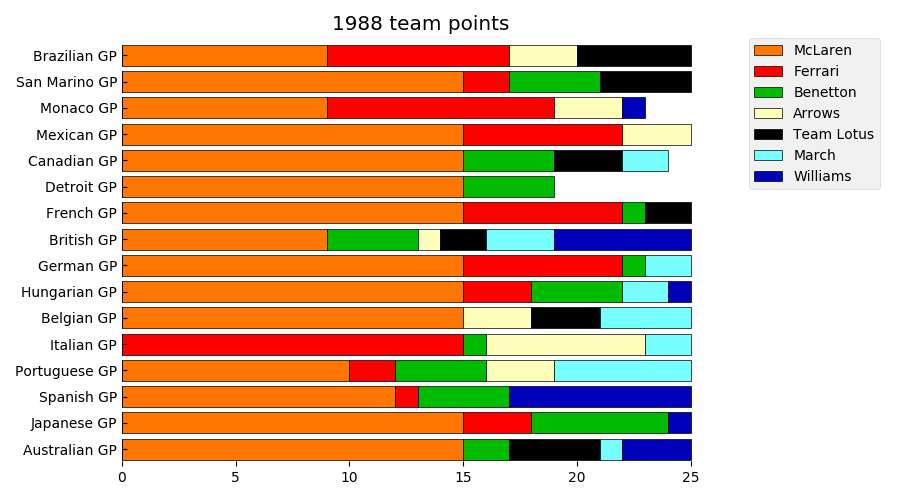 1988 team points
Brazilian GP
San Marino GP
Monaco GP
Mexican GP
Canadian GP
Detroit GP
French GP
British GP
German GP
Hungarian GP
Belgian GP
Italian GP
Portuguese GP
Spanish GP
Japanese GP
Australian GP
0 5 10 15 20 25
McLaren
Ferrari
Benetton
Arrows
Team Lotus
March
Williams